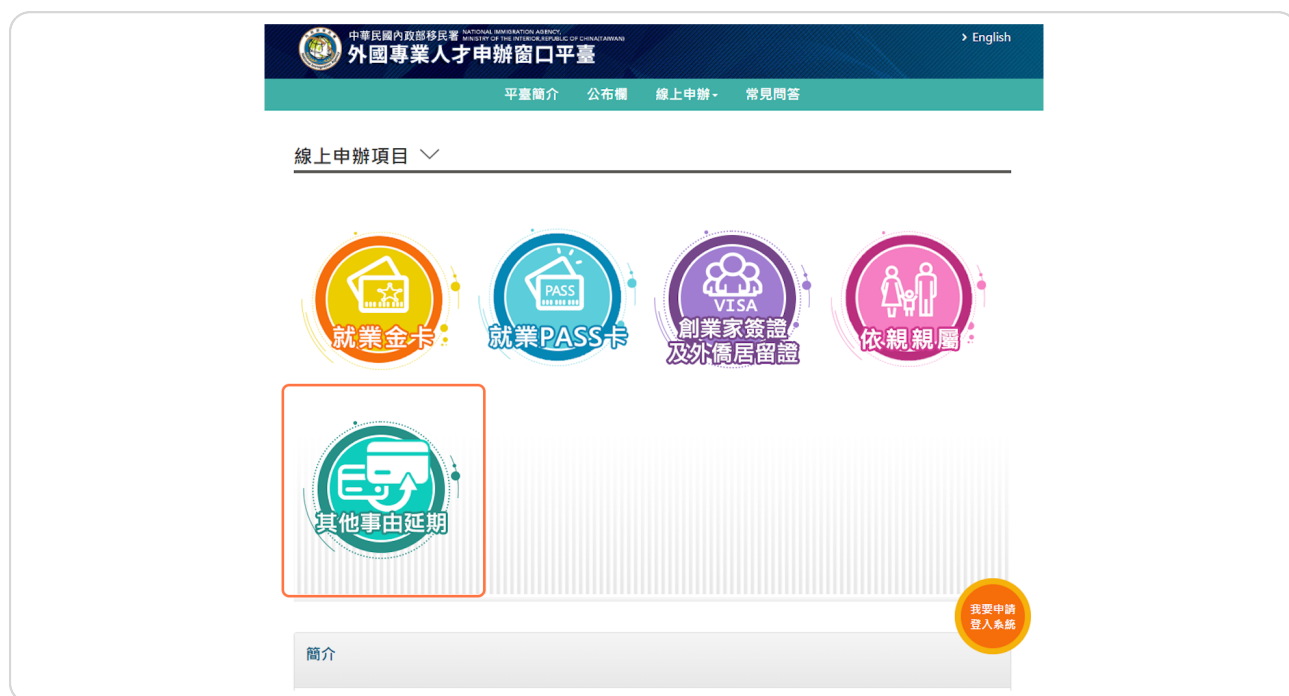 中華民國內政部移民署 NATIONAL IMMIGRATION AGENCY,
MINISTRY OF THE INTERIOR,REPUBLIC OF CHINA(TAIWAN)
外國專業人才申辦窗口平臺
English
平臺簡介 公布欄 線上申辦 常見問答
線上申辦項目
就業金卡
PASS
就業PASS卡
VISA
創業家簽證
及外僑居留證
依親親屬
其他事由延期
我要申請
登入系統
簡介